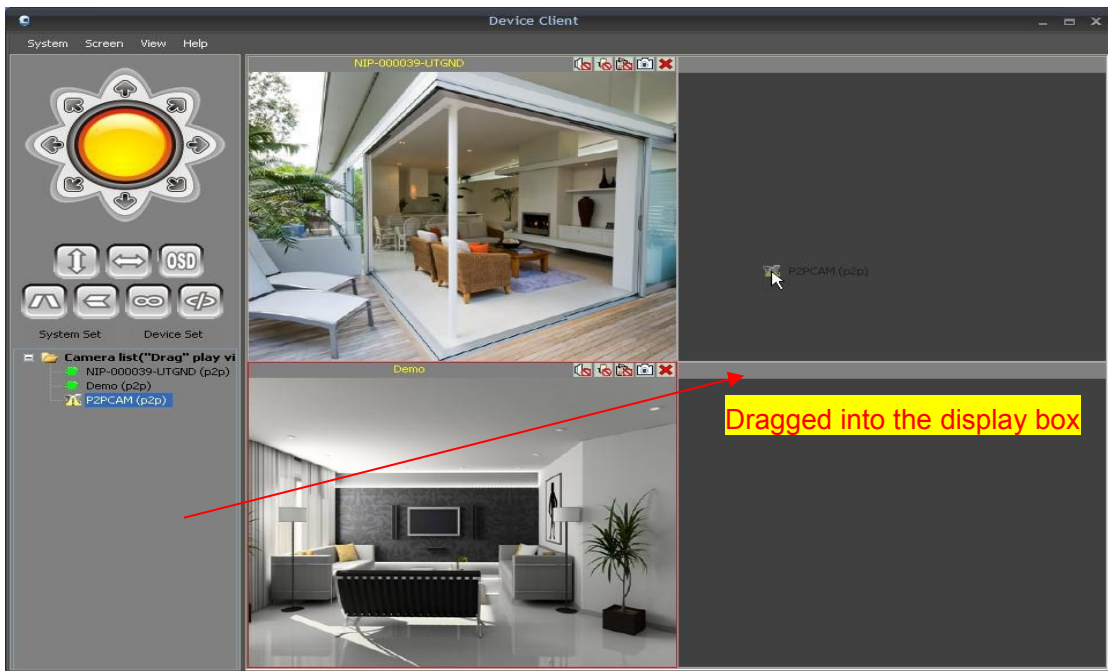 Device Client
System Screen View Help
NIP-000039-UTGND
P2PCAM (p2p)
OSD
System Set Device Set
Camera list("Drag" play vi
NIP-000039-UTGND (p2p)
Demo (p2p)
P2PCAM (p2p)
Demo
Dragged into the display box